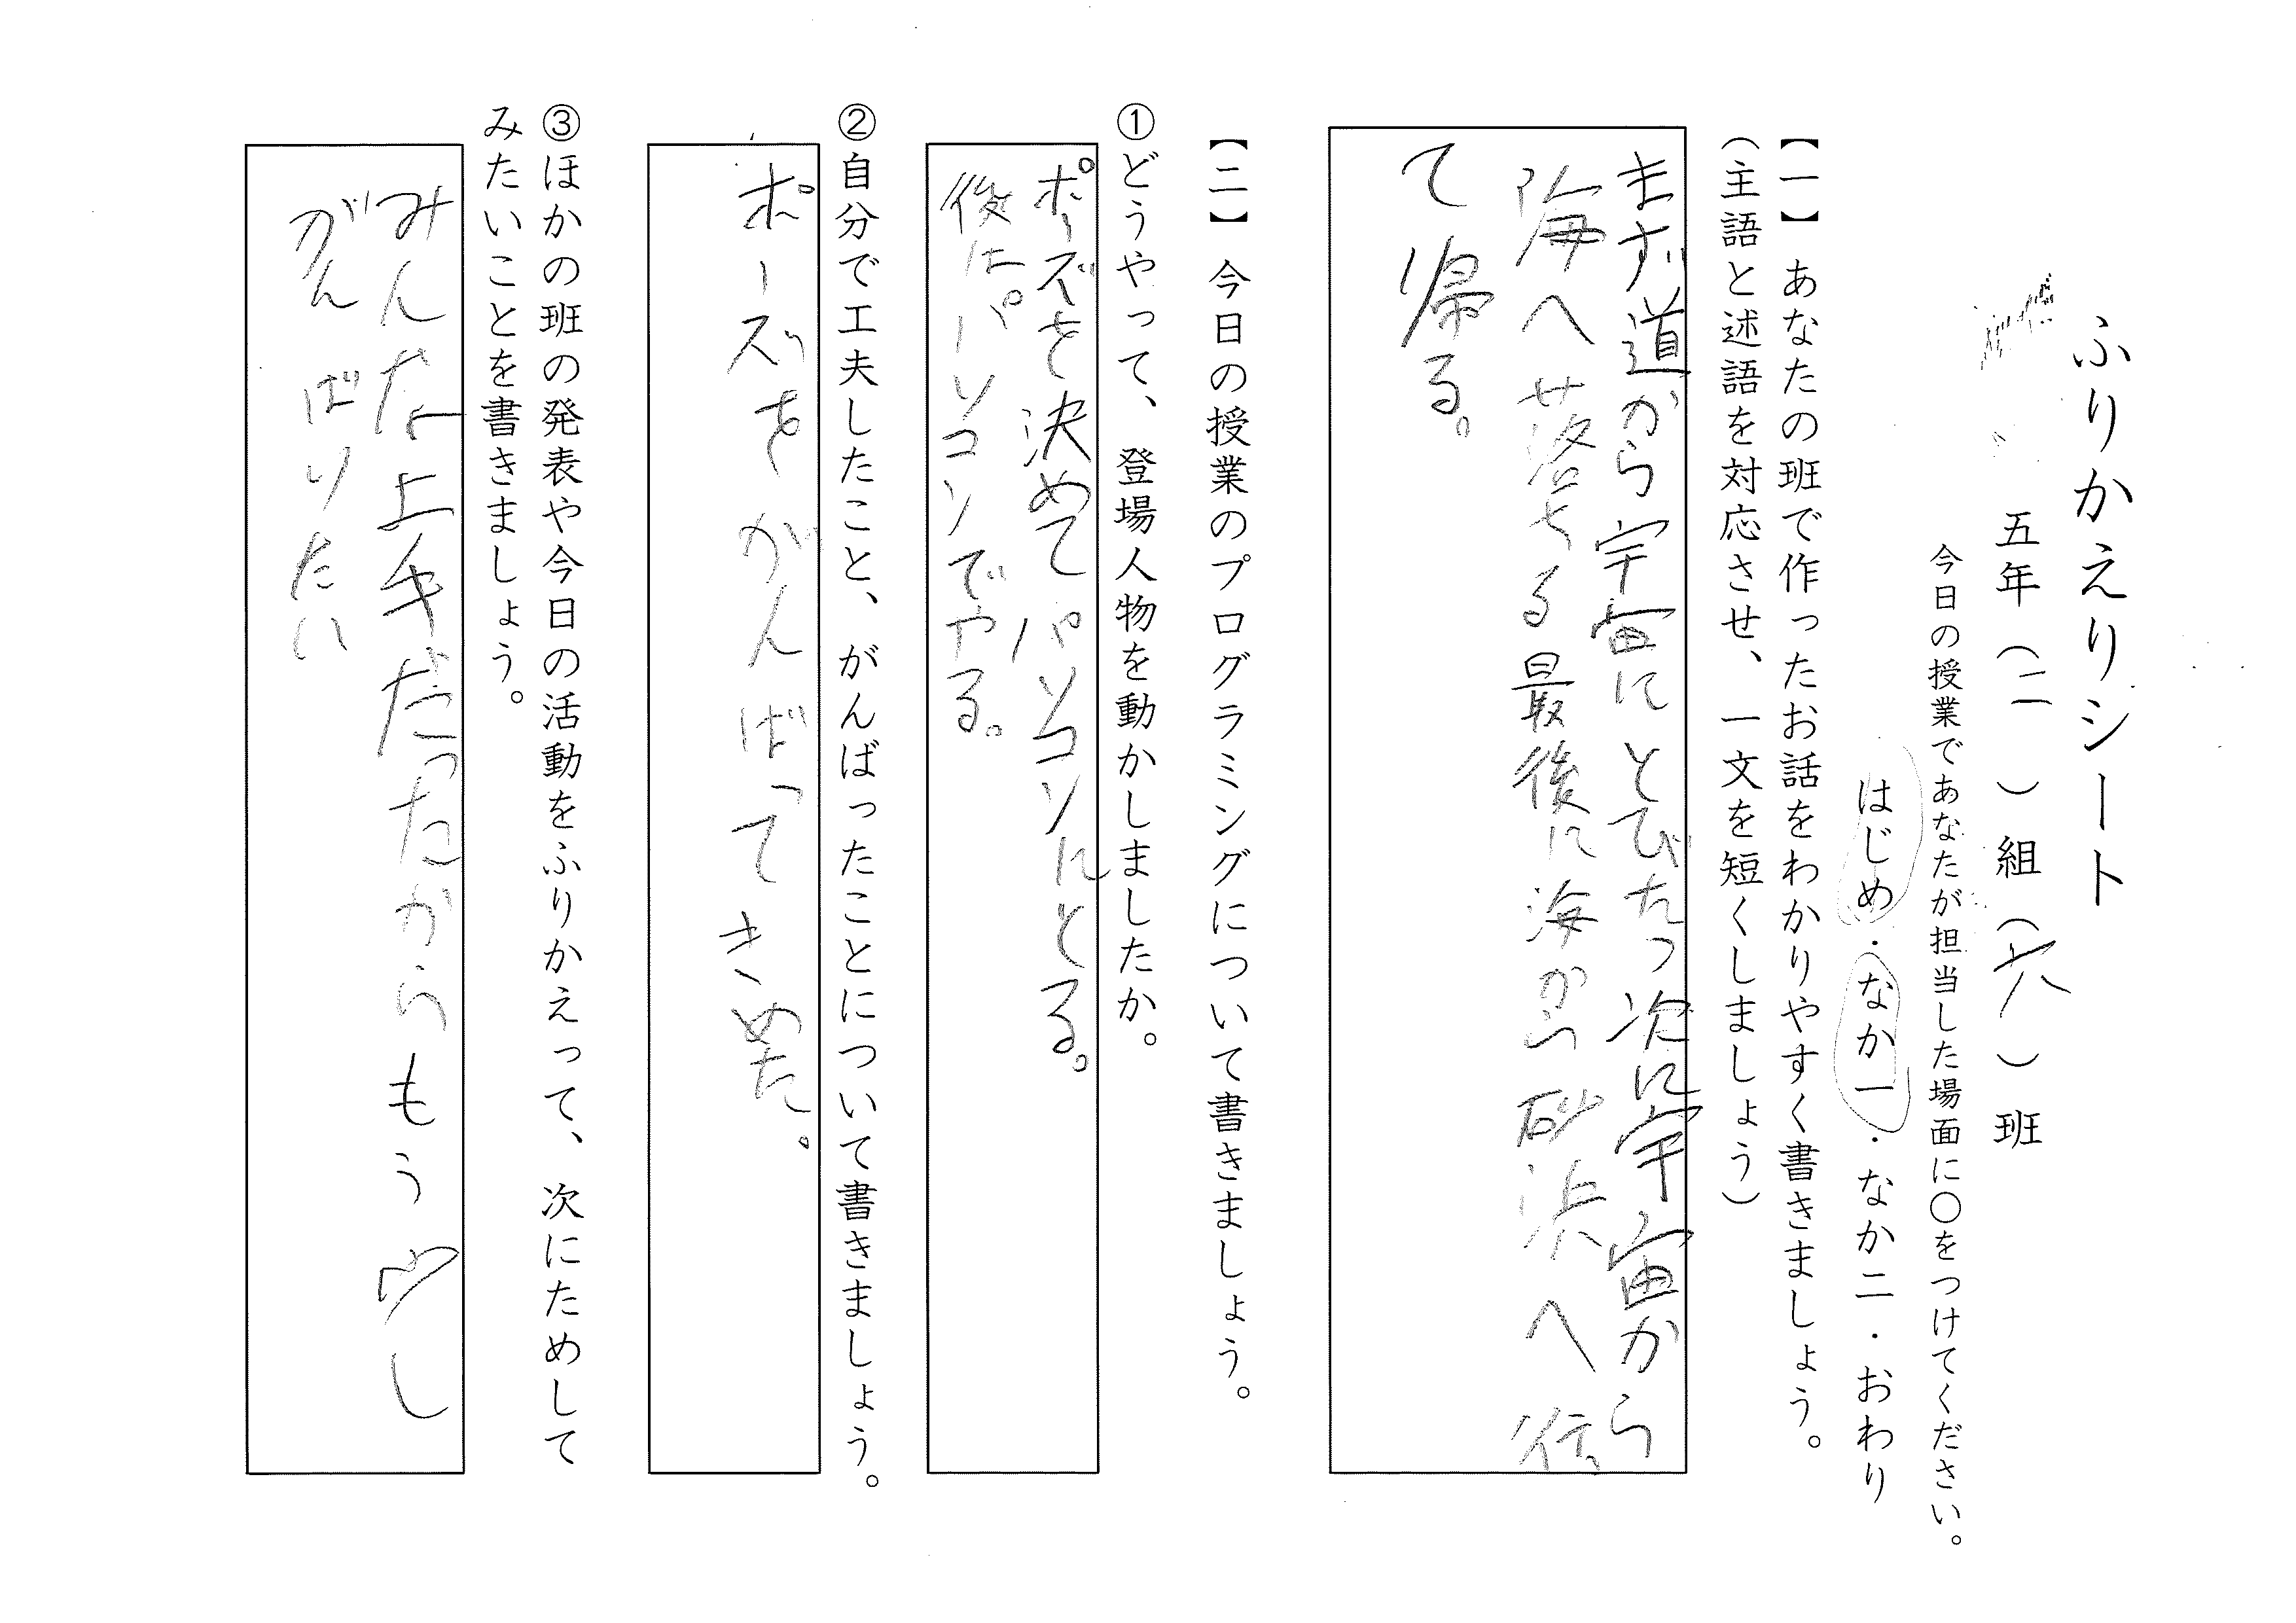 ふりかえりシート
五年（二）組（六）班
今日の授業であなたが担当した場面に○をつけてください。
はじめ・なか一・なか二・おわり
【一】あなたの班で作ったお話をわかりやすく書きましょう。
（主語と述語を対応させ、一文を短くしましょう）
まず道から宇宙にとびたつ次に宇宙から
海へ落ちる最後に海から砂浜へ行っ
て帰る。
【二】今日の授業のプログラミングについて書きましょう。
①どうやって、登場人物を動かしましたか。
ポーズを決めてパソコンにとる。
後はパーソコンでやる。
②自分で工夫したこと、がんばったことについて書きましょう。
ポーズをがんばってきめた。
③ほかの班の発表や今日の活動をふりかえって、次にためして
みたいことを書きましょう。
みんな上手だったからもう少し
がんばりたい